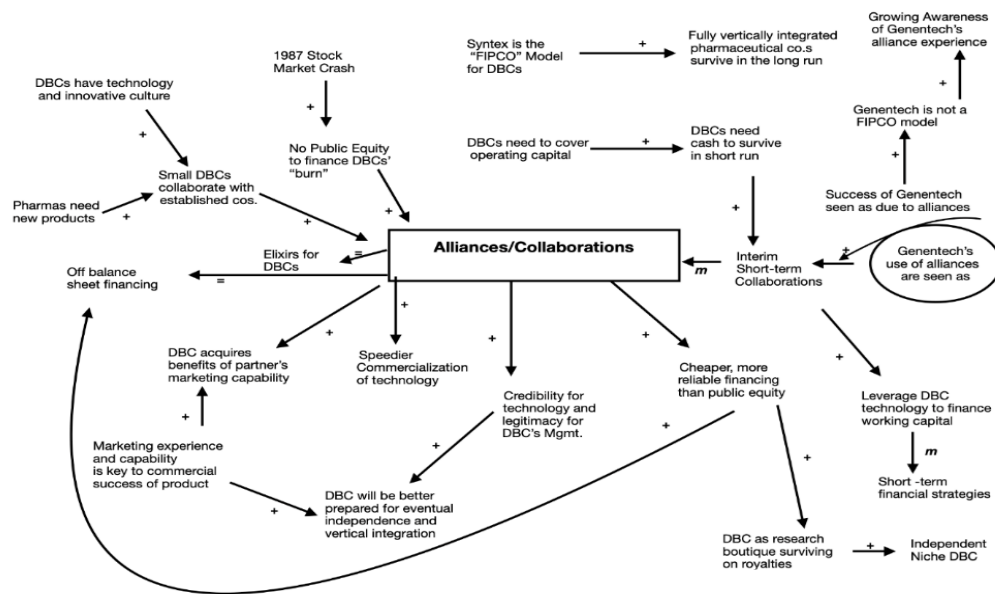 Growing Awareness
of Genentech's
alliance experience
Syntex is the
"FIPCO" Model
for DBCs
+
Fully vertically integrated
pharmaceutical co.s
survive in the long run
1987 Stock
Market Crash
DBCs have technology
and innovative culture
+
+
Genentech is not a
FIPCO model
+
No Public Equity
to finance DBCs'
"burn"
DBCs need to cover
operating capital
+
DBCs need
cash to survive
in short run
+
Small DBCs
collaborate with
established cos.
Pharmas need
new products
+
+
+
+
Success of Genentech
seen as due to alliances
Alliances/Collaborations
Elixirs for
DBCs
=
Off balance
sheet financing
=
m
Interim
Short-term
Collaborations
+
Genentech's
use of alliances
are seen as
+
+
+
+
+
DBC acquires
benefits of partner's
marketing capability
Speedier
Commercialization
of technology
Cheaper, more
reliable financing
than public equity
Credibility for
technology and
legitimacy for
DBC's Mgmt.
Leverage DBC
technology to finance
working capital
+
+
+
m
Marketing experience
and capability
is key to commercial
success of product
+
+
Short -term
financial strategies
DBC will be better
prepared for eventual
independence and
vertical integration
DBC as research
boutique surviving
on royalties
+
Independent
Niche DBC